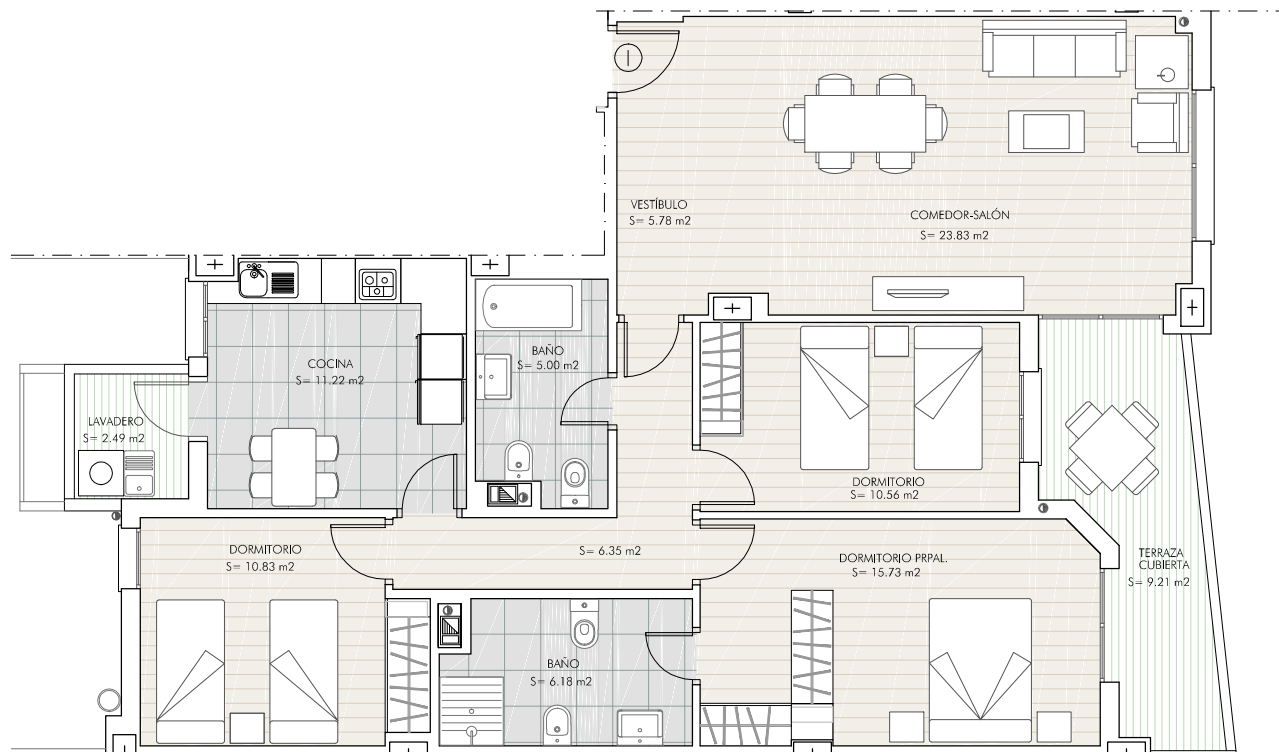 VESTÍBULO
S= 5.78 m2
COMEDOR-SALÓN
S= 23.83 m2
COCINA
S= 11.22 m2
BAÑO
S= 5.00 m2
LAVADERO
S= 2.49 m2
DORMITORIO
S= 10.56 m2
DORMITORIO
S= 10.83 m2
S= 6.35 m2
DORMITORIO PRPAL.
S= 15.73 m2
TERRAZA
CUBIERTA
S= 9.21 m2
BAÑO
S= 6.18 m2